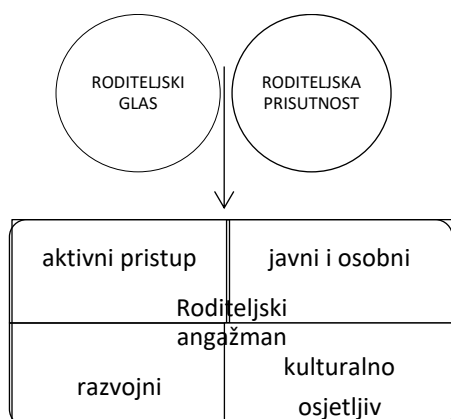 RODITELJSKI
GLAS
RODITELJSKA
PRISUTNOST
aktivni pristup
javni i osobni
Roditeljski
angažman
razvojni
kulturalno
osjetljiv